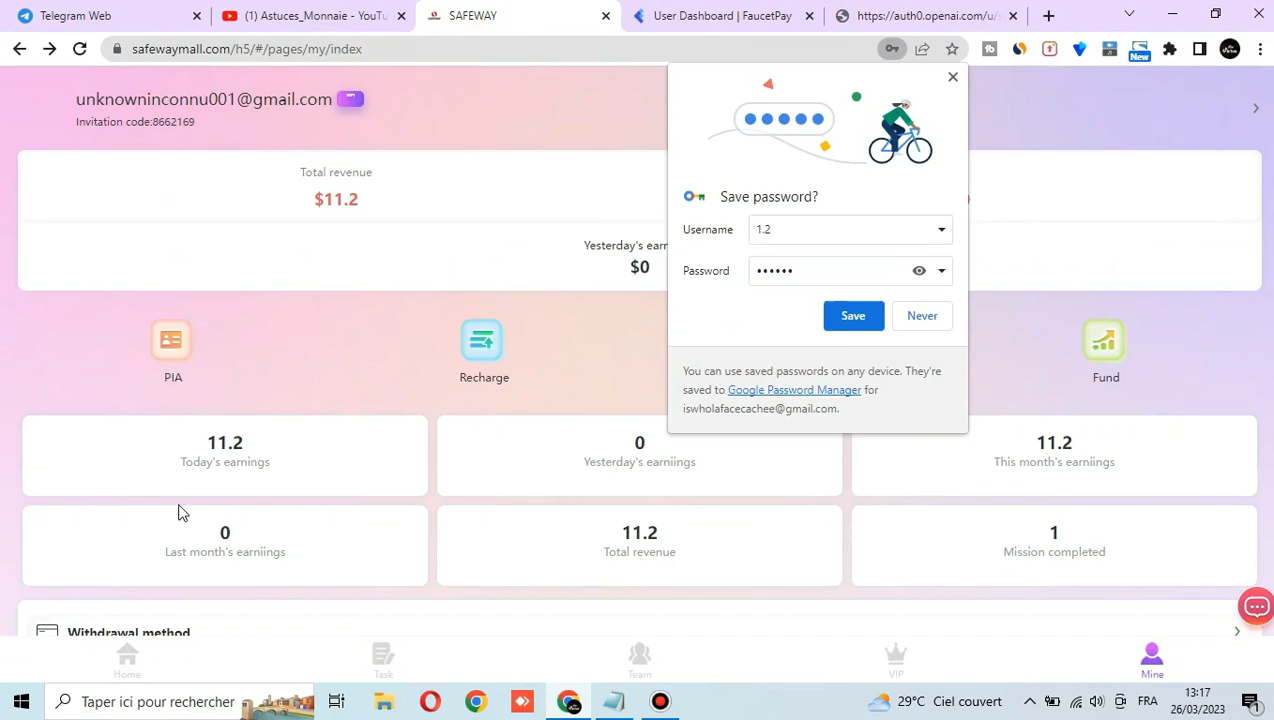 Telegram Web
(1) Astuces_Monnaie - YouTu
SAFEWAY
User Dashboard | FaucetPay
https://auth0.openai.com/u/s
safewaymall.com/h5/#/pages/my/index
New
unknowninconnu001@gmail.com
Invitation code:8662169
Total revenue
$11.2
Yesterday's earn
$0
Save password?
Username
1.2
Password
••••••
Save
Never
You can use saved passwords on any device. They're
saved to Google Password Manager for
iswholafacecachee@gmail.com.
PIA
Recharge
Fund
11.2
Today's earnings
0
Yesterday's earniings
11.2
This month's earniings
0
Last month's earniings
11.2
Total revenue
1
Mission completed
Withdrawal method
Home
Task
Team
VIP
Mine
Taper ici pour rechercher
29°C Ciel couvert
FRA
13:17
26/03/2023
1